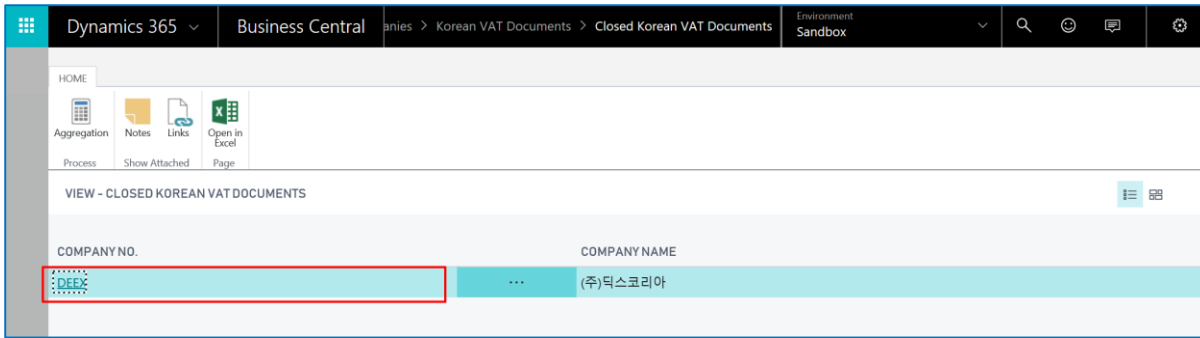 Dynamics 365 Business Central anies > Korean VAT Documents > Closed Korean VAT Documents Environment
Sandbox
HOME
Aggregation Notes Links Open in
Excel
Process Show Attached Page
VIEW - CLOSED KOREAN VAT DOCUMENTS
COMPANY NO. COMPANY NAME
DEEX ... (주)딕스코리아